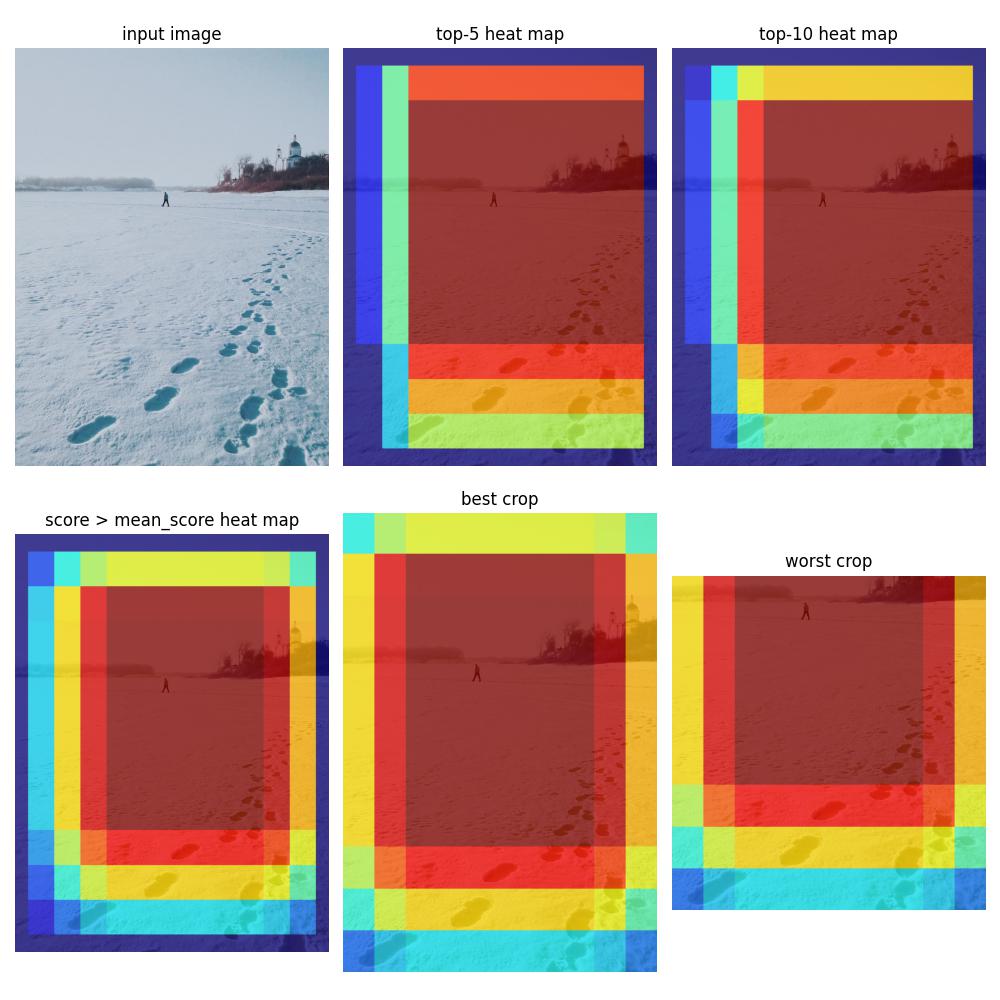 input image
top-5 heat map
top-10 heat map
score > mean_score heat map
best crop
worst crop